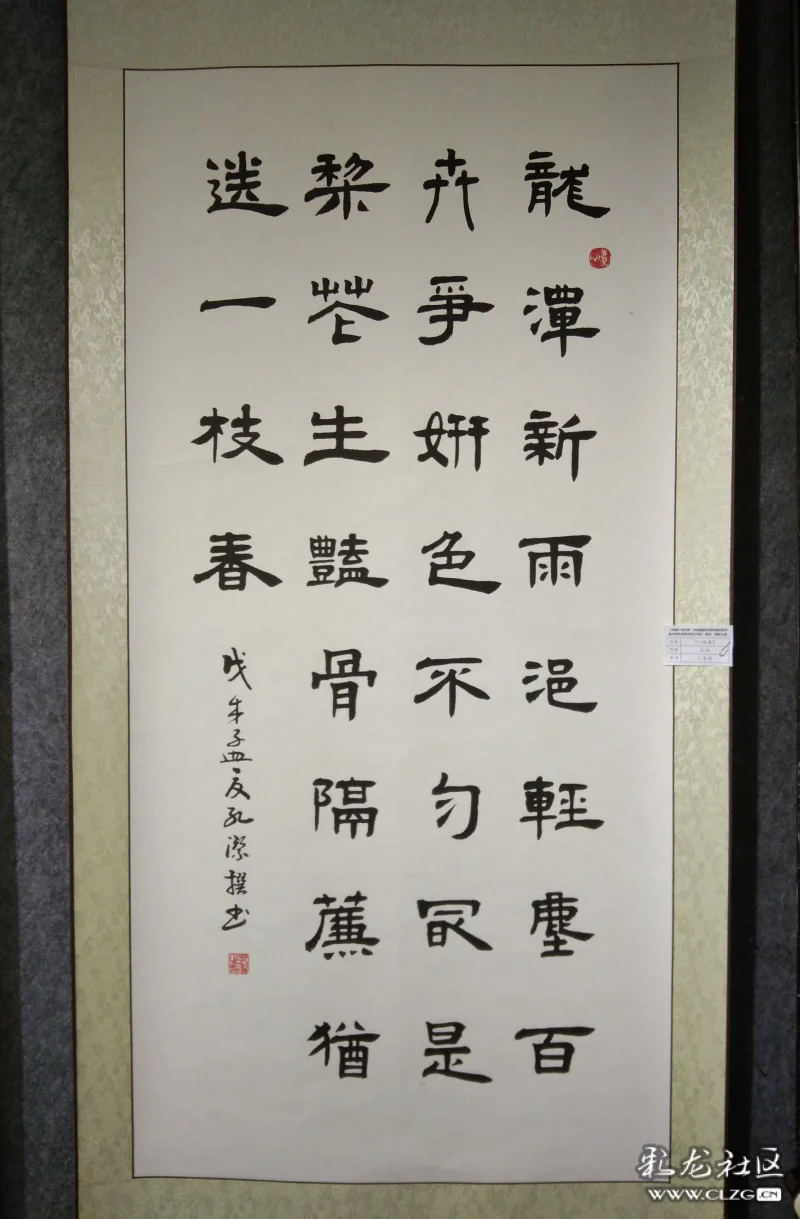 龍潭新雨浥輕塵百
卉爭妍色不勻最是
梨花生豔骨隔簾猶
送一枝春
戌年孟夏孔潔撰書
彩龙社区
WWW.CLZG.CN